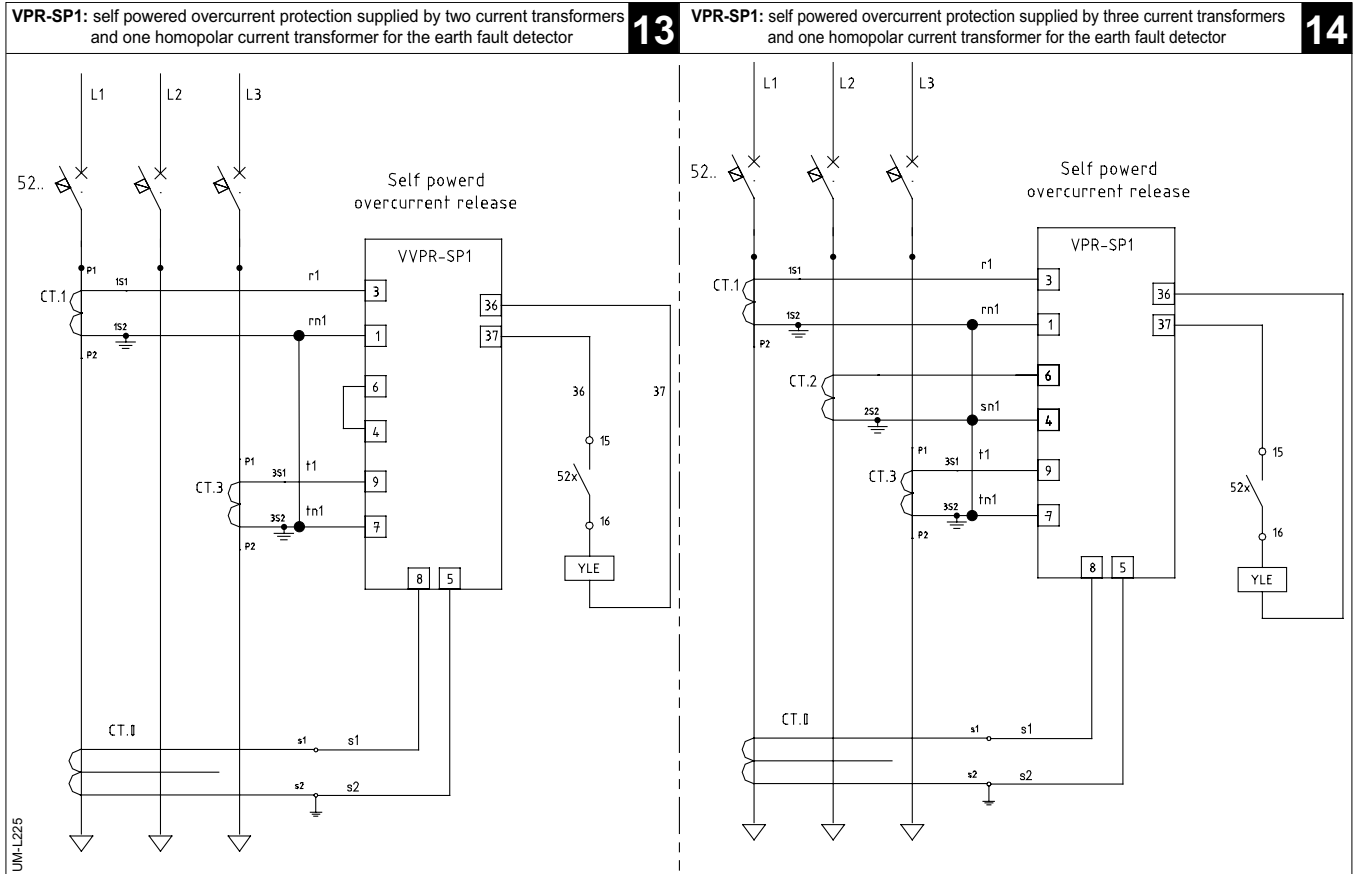 VPR-SP1: self powered overcurrent protection supplied by two current transformers
and one homopolar current transformer for the earth fault detector
13
L1
L2
L3
52..
Self powerd
overcurrent release
VVPR-SP1
P1
1S1
r1
3
CT.1
36
1S2
rn1
1
37
P2
6
36
37
4
15
P1
t1
3S1
9
52x
CT.3
3S2
tn1
7
16
P2
YLE
8
5
CT.0
s1
s1
s2
s2
UM-L225
VPR-SP1: self powered overcurrent protection supplied by three current transformers
and one homopolar current transformer for the earth fault detector
14
L1
L2
L3
52..
Self powerd
overcurrent release
VPR-SP1
1S1
r1
3
CT.1
36
1S2
rn1
1
37
P2
CT.2
6
2S2
sn1
4
P1
t1
15
3S1
9
CT.3
52x
3S2
tn1
7
P2
16
8
5
YLE
CT.0
s1
s1
s2
s2